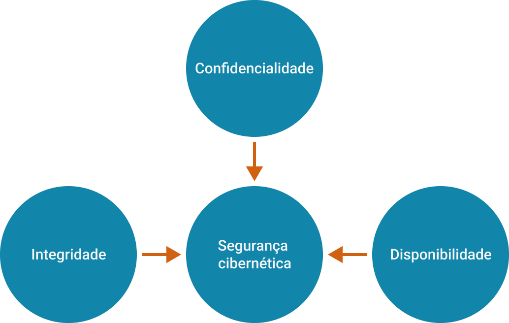 Confidencialidade
Integridade
Segurança
cibernética
Disponibilidade